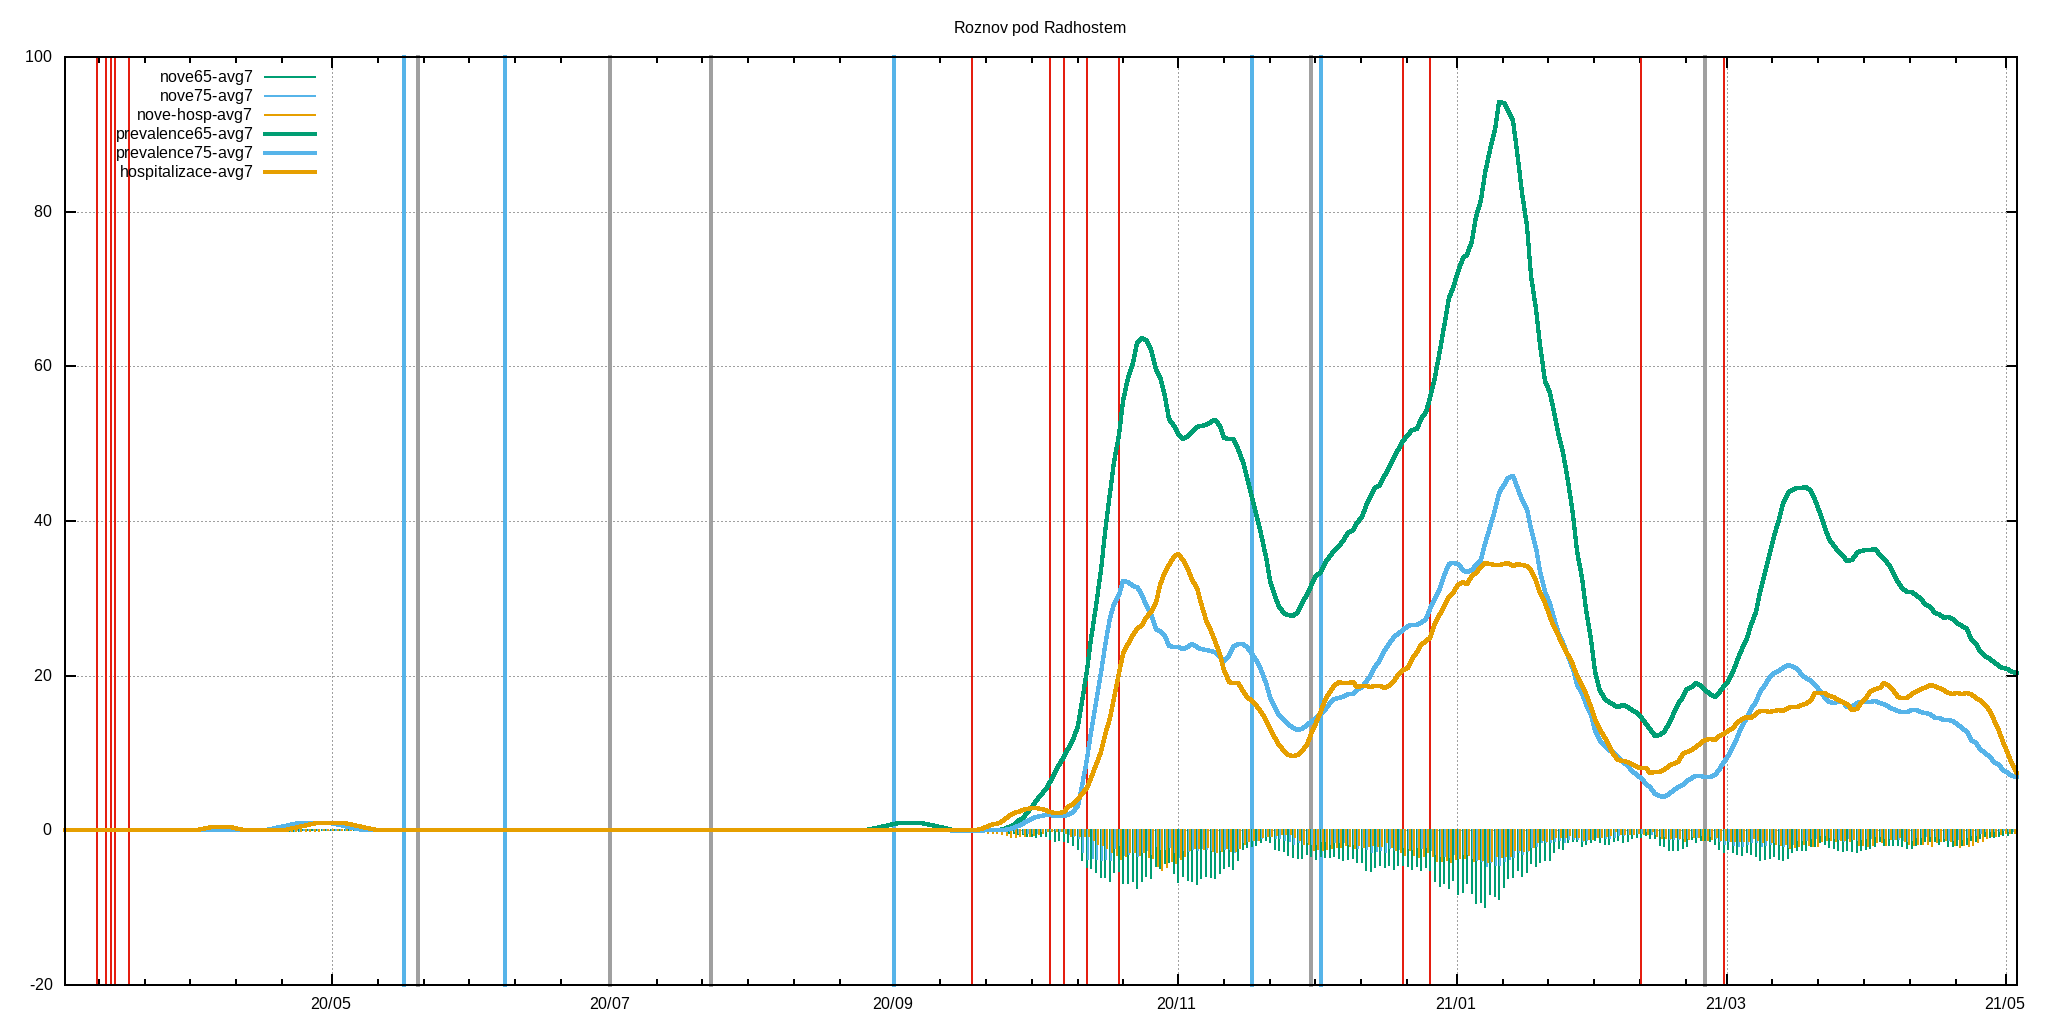 Roznov pod Radhostem
100
nove65-avg7
nove75-avg7
nove-hosp-avg7
prevalence65-avg7
prevalence75-avg7
hospitalizace-avg7
80
60
40
20
0
-20
20/05
20/07
20/09
20/11
21/01
21/03
21/05